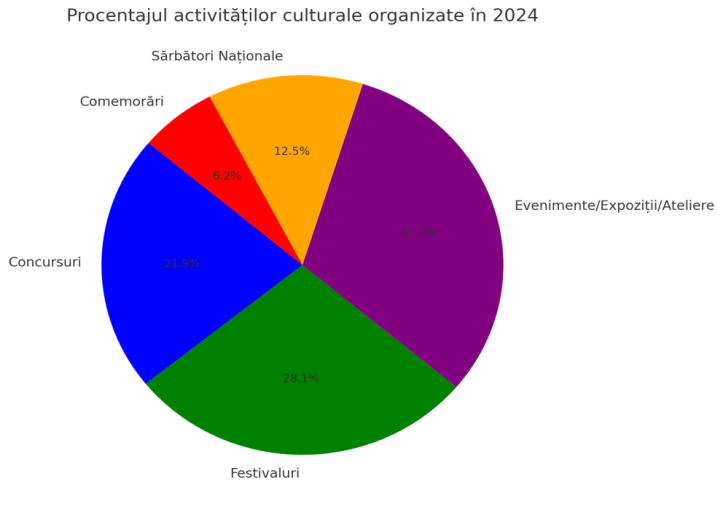 Procentajul activităților culturale organizate în 2024
Sărbători Naționale
Comemorări
12.5%
6.2%
Evenimente/Expoziții/Ateliere
Concursuri
21.9%
28.1%
Festivaluri